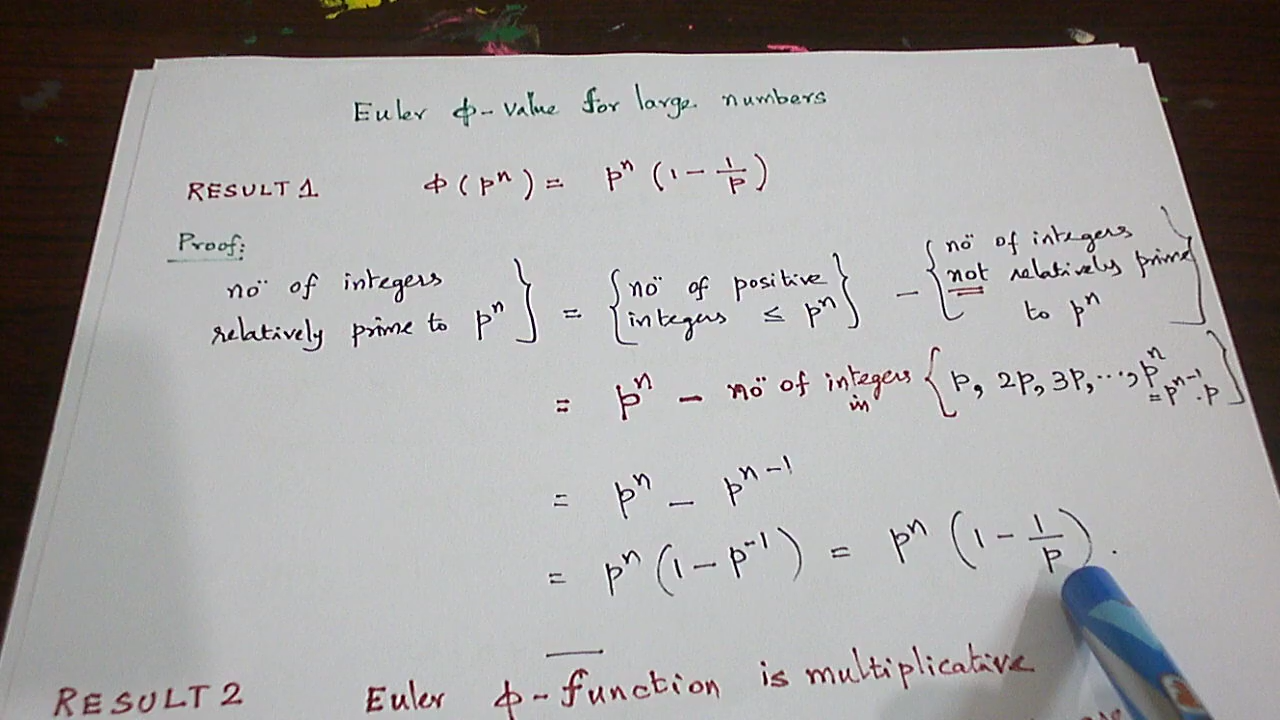 Euler ϕ-value for large numbers
RESULT 1 ϕ(pⁿ) = pⁿ (1 - 1/p)
Proof:
no̤ of integers relatively prime to pⁿ } = { no̤ of positive integers ≤ pⁿ } - { no̤ of integers not relatively prime to pⁿ }
= pⁿ - no̤ of integers in { p, 2p, 3p, ..., pⁿ = pⁿ⁻¹.p }
= pⁿ - pⁿ⁻¹
= pⁿ (1 - p⁻¹) = pⁿ (1 - 1/p).
RESULT 2 Euler ϕ-function is multiplicative